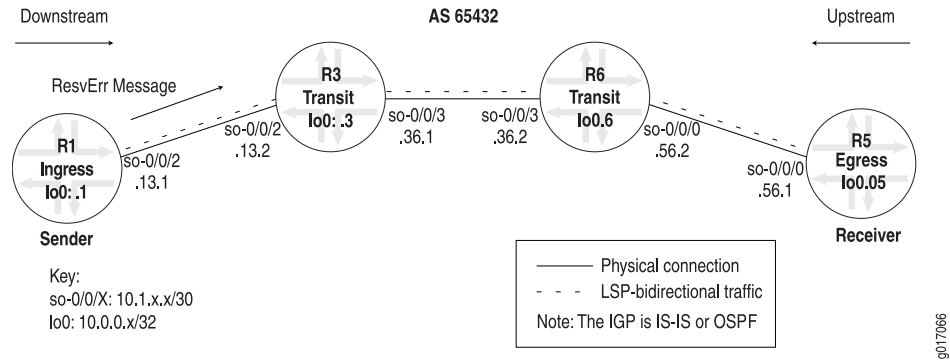 Downstream
AS 65432
Upstream
ResvErr Message
R1
Ingress
lo0: .1
Sender
so-0/0/2
.13.1
so-0/0/2
.13.2
R3
Transit
lo0: .3
so-0/0/3
.36.1
so-0/0/3
.36.2
R6
Transit
lo0.6
so-0/0/0
.56.2
so-0/0/0
.56.1
R5
Egress
lo0.05
Receiver
Key:
so-0/0/X: 10.1.x.x/30
lo0: 10.0.0.x/32
Physical connection
LSP-bidirectional traffic
Note: The IGP is IS-IS or OSPF
g017066